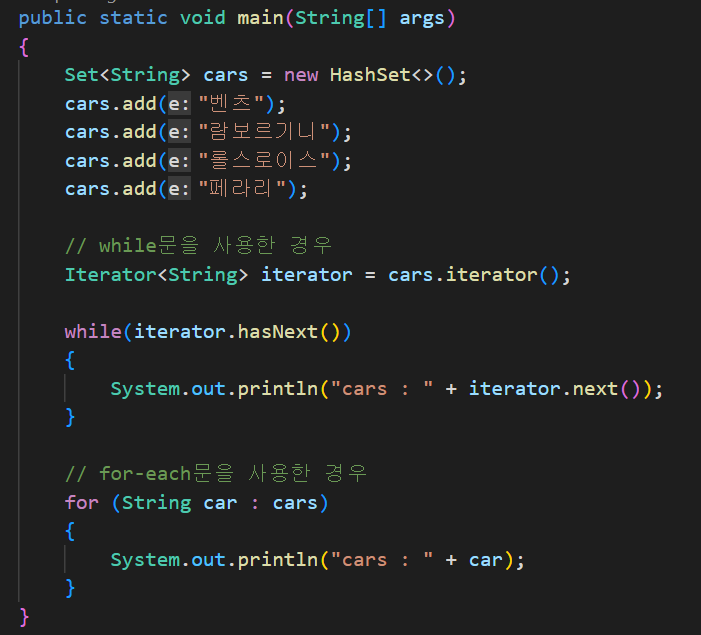 public static void main(String[] args)
{
Set<String> cars = new HashSet<>();
cars.add(e: "벤츠");
cars.add(e: "람보르기니");
cars.add(e: "롤스로이스");
cars.add(e: "페라리");
// while문을 사용한 경우
Iterator<String> iterator = cars.iterator();
while(iterator.hasNext())
{
System.out.println("cars : " + iterator.next());
}
// for-each문을 사용한 경우
for (String car : cars)
{
System.out.println("cars : " + car);
}
}